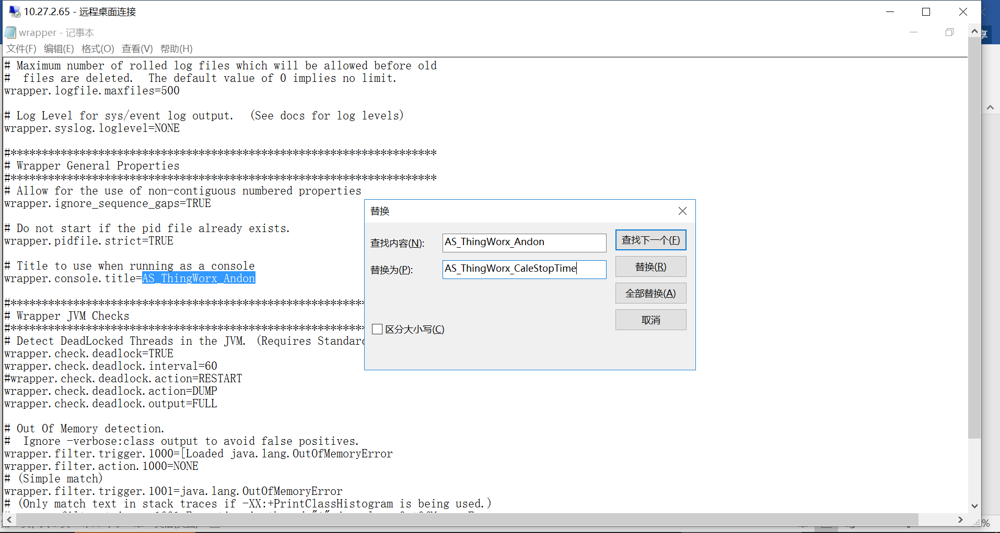 10.27.2.65 - 远程桌面连接
wrapper - 记事本
享
文件(F) 编辑(E) 格式(O) 查看(V) 帮助(H)
# Maximum number of rolled log files which will be allowed before old
#  files are deleted.  The default value of 0 implies no limit.
wrapper.logfile.maxfiles=500
# Log Level for sys/event log output.  (See docs for log levels)
wrapper.syslog.loglevel=NONE
#********************************************************************
# Wrapper General Properties
#********************************************************************
# Allow for the use of non-contiguous numbered properties
wrapper.ignore_sequence_gaps=TRUE
# Do not start if the pid file already exists.
wrapper.pidfile.strict=TRUE
# Title to use when running as a console
wrapper.console.title=AS_ThingWorx_Andon
#*********************************************************
# Wrapper JVM Checks
#*********************************************************
# Detect DeadLocked Threads in the JVM. (Requires Standard
wrapper.check.deadlock=TRUE
wrapper.check.deadlock.interval=60
#wrapper.check.deadlock.action=RESTART
wrapper.check.deadlock.action=DUMP
wrapper.check.deadlock.output=FULL
# Out Of Memory detection.
#  Ignore -verbose:class output to avoid false positives.
wrapper.filter.trigger.1000=[Loaded java.lang.OutOfMemoryError
wrapper.filter.action.1000=NONE
# (Simple match)
wrapper.filter.trigger.1001=java.lang.OutOfMemoryError
# (Only match text in stack traces if -XX:+PrintClassHistogram is being used.)
替换
查找内容(N): AS_ThingWorx_Andon 查找下一个(F)
替换为(P): AS_ThingWorx_CaleStopTime 替换(R)
全部替换(A)
取消
区分大小写(C)
%